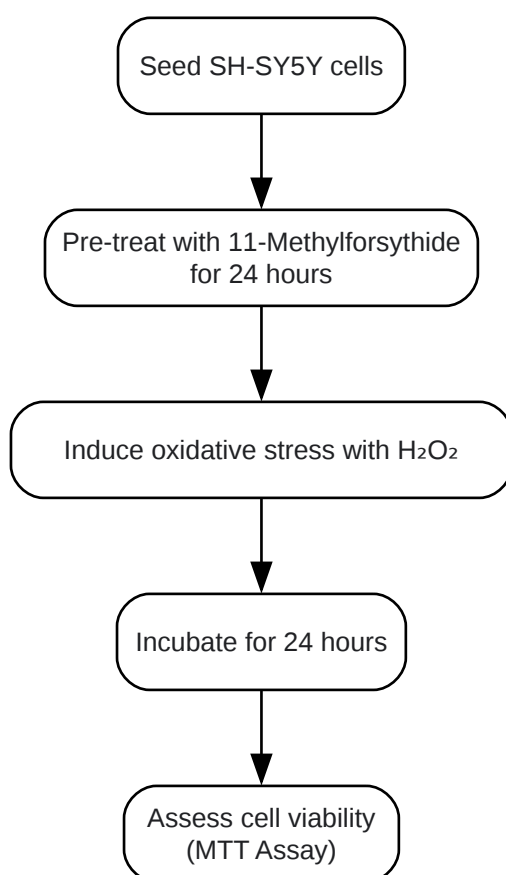 Seed SH-SY5Y cells
Pre-treat with 11-Methylforsythide
for 24 hours
Induce oxidative stress with H₂O₂
Incubate for 24 hours
Assess cell viability
(MTT Assay)